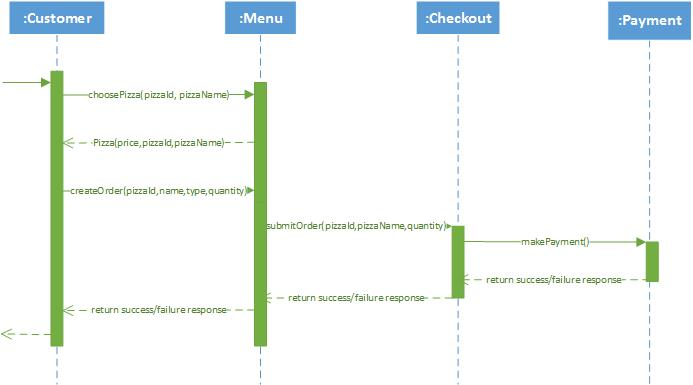 :Customer
:Menu
:Checkout
:Payment
choosePizza(pizzaId, pizzaName)
Pizza(price,pizzaId,pizzaName)
createOrder(pizzaId,name,type,quantity)
submitOrder(pizzaId,pizzaName,quantity)
makePayment()
return success/failure response
return success/failure response
return success/failure response